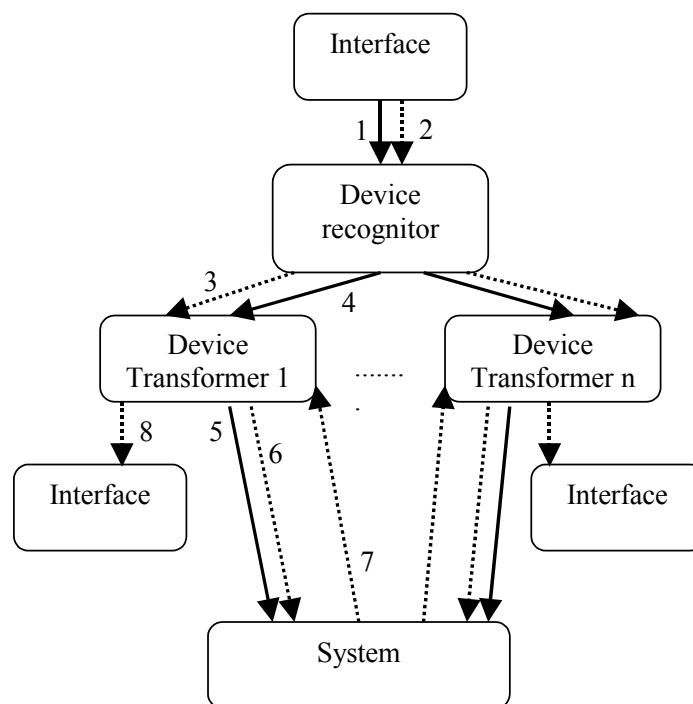 Interface
1
2
Device
recognitor
3
4
Device
Transformer 1
.......
.
Device
Transformer n
8
5
6
Interface
Interface
7
System